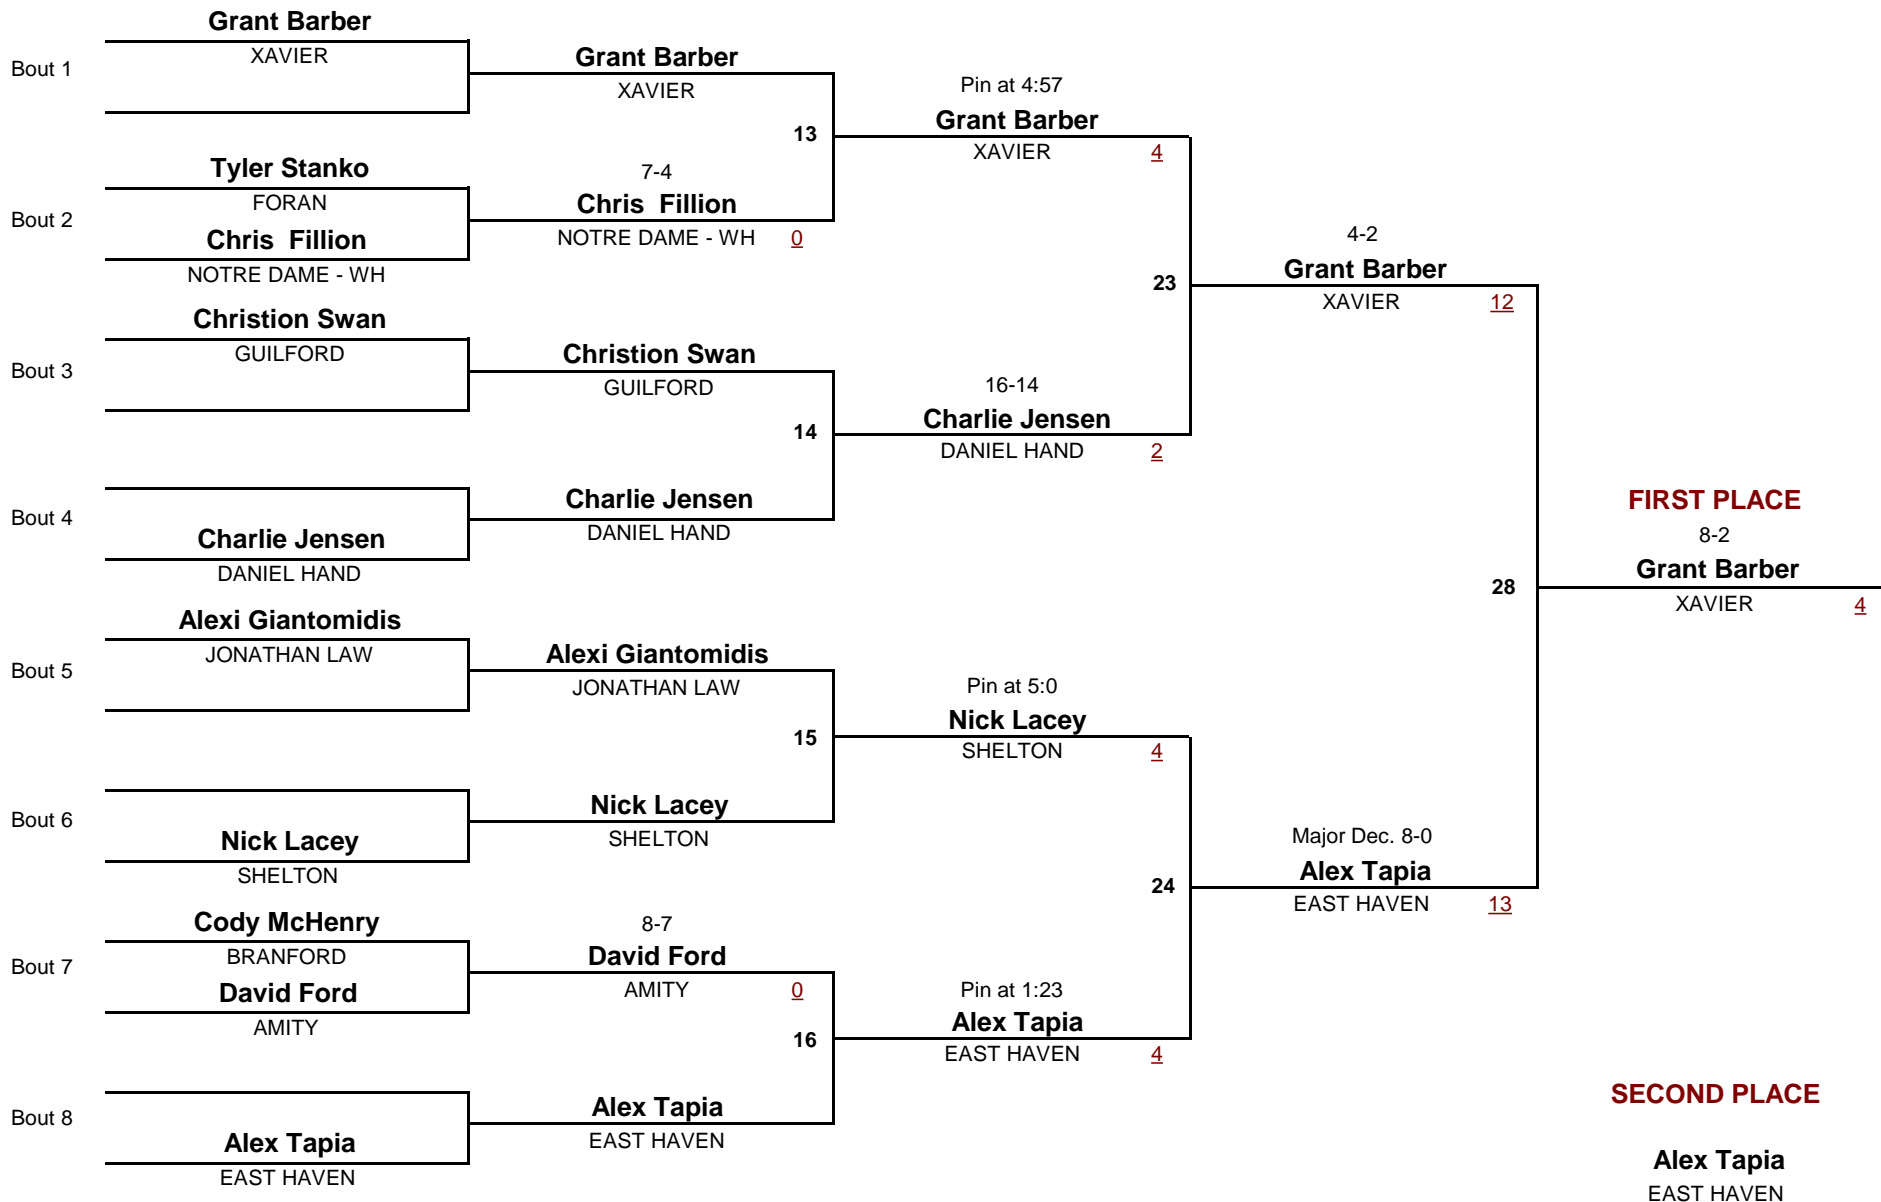 Grant Barber
Bout 1
XAVIER
Grant Barber
XAVIER
Pin at 4:57
Grant Barber
XAVIER
4
13
Tyler Stanko
FORAN
Bout 2
Chris  Fillion
NOTRE DAME - WH
7-4
Chris  Fillion
NOTRE DAME - WH
0
4-2
Grant Barber
XAVIER
12
23
Christion Swan
GUILFORD
Bout 3
Christion Swan
GUILFORD
16-14
Charlie Jensen
DANIEL HAND
2
14
Bout 4
Charlie Jensen
DANIEL HAND
Charlie Jensen
DANIEL HAND
FIRST PLACE
8-2
Grant Barber
XAVIER
4
28
Alexi Giantomidis
JONATHAN LAW
Bout 5
Alexi Giantomidis
JONATHAN LAW
Pin at 5:0
Nick Lacey
SHELTON
4
15
Bout 6
Nick Lacey
SHELTON
Nick Lacey
SHELTON
Major Dec. 8-0
Alex Tapia
EAST HAVEN
13
24
Cody McHenry
BRANFORD
Bout 7
David Ford
AMITY
8-7
David Ford
AMITY
0
Pin at 1:23
Alex Tapia
EAST HAVEN
4
16
Bout 8
Alex Tapia
EAST HAVEN
Alex Tapia
EAST HAVEN
SECOND PLACE
Alex Tapia
EAST HAVEN